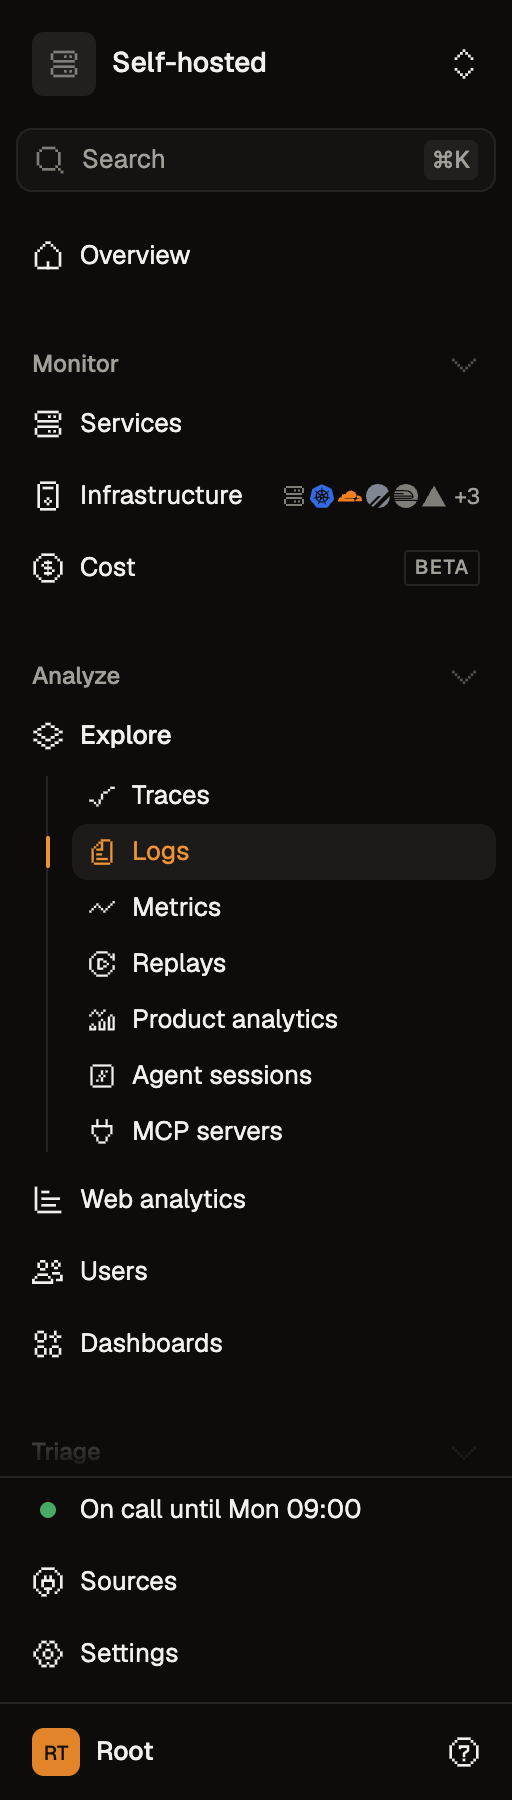 Self-hosted
Search ⌘K
Overview
Monitor
Services
Infrastructure +3
Cost BETA
Analyze
Explore
Traces
Logs
Metrics
Replays
Product analytics
Agent sessions
MCP servers
Web analytics
Users
Dashboards
Triage
On call until Mon 09:00
Sources
Settings
RT Root